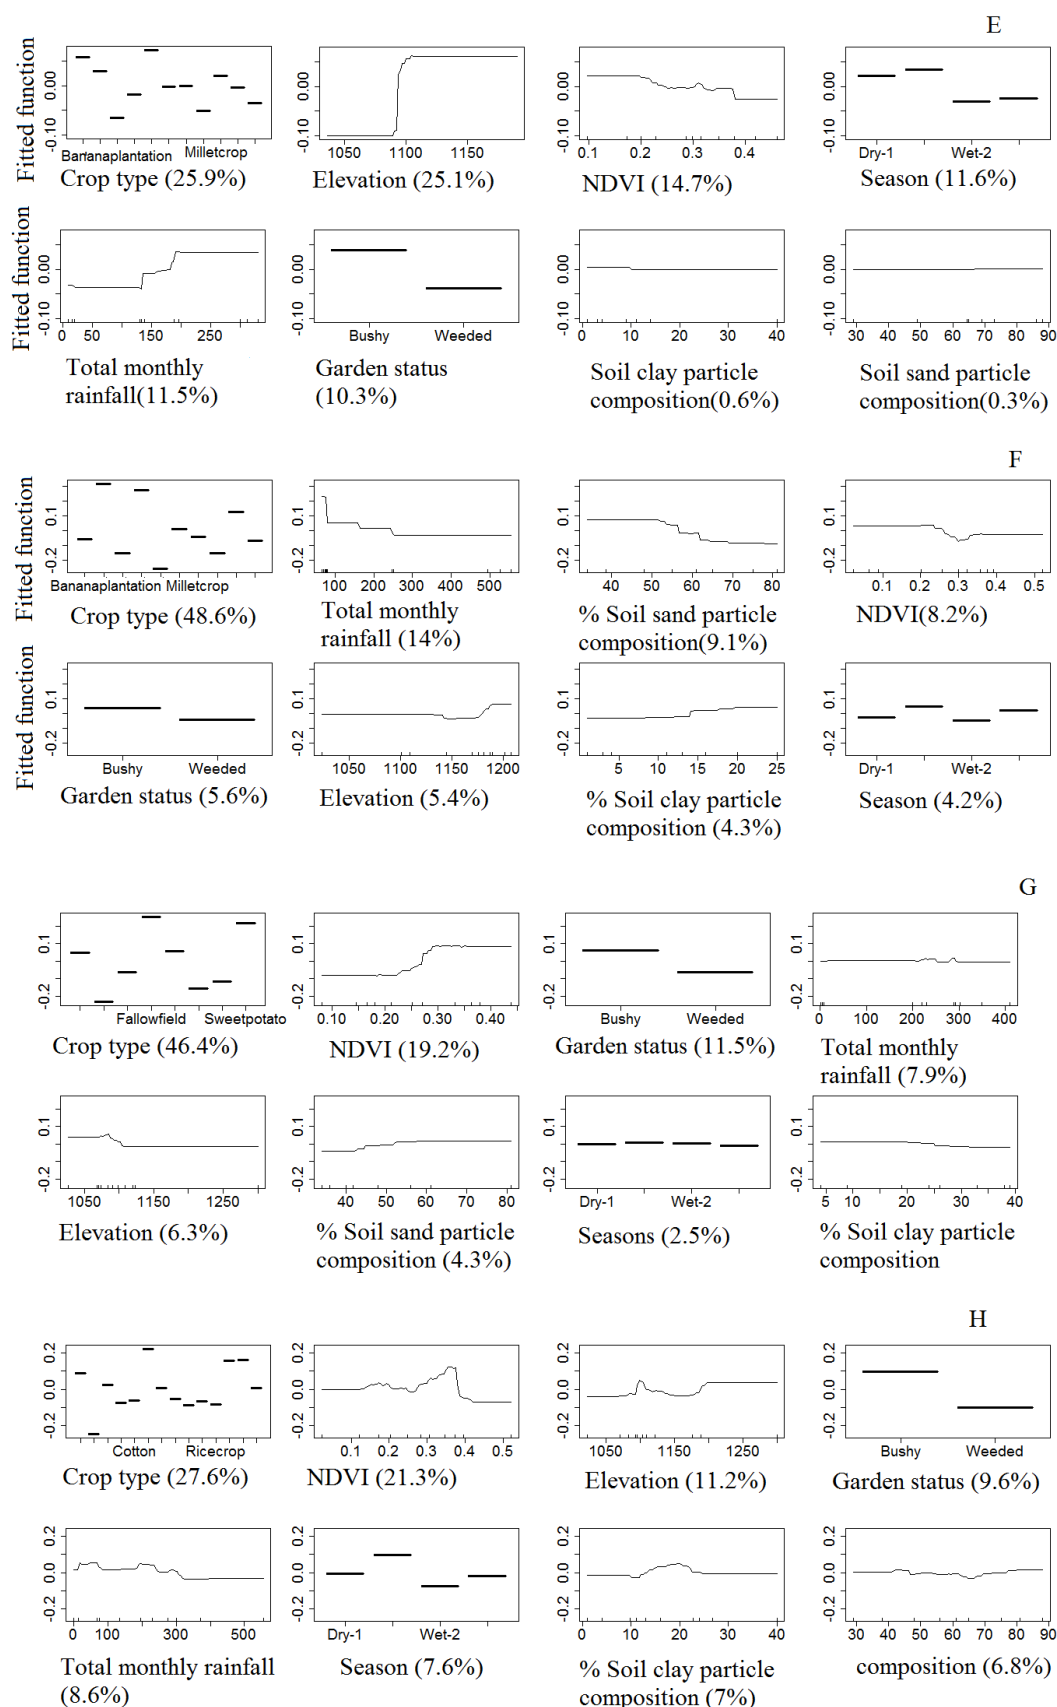 E
Fitted function
0.00
-0.10
Bananaplantation Milletcrop
Crop type (25.9%)
1050 1100 1150
Elevation (25.1%)
0.1 0.2 0.3 0.4
NDVI (14.7%)
0.00
-0.10
Dry-1 Wet-2
Season (11.6%)
Fitted function
0.00
-0.10
0 50 150 250
Total monthly
rainfall(11.5%)
0.00
-0.10
Bushy Weeded
Garden status
(10.3%)
0.00
-0.10
0 10 20 30 40
Soil clay particle
composition(0.6%)
0.00
-0.10
30 40 50 60 70 80 90
Soil sand particle
composition(0.3%)
F
Fitted function
0.1
-0.2
Bananaplantation Milletcrop
Crop type (48.6%)
0.1
-0.2
100 200 300 400 500
Total monthly
rainfall (14%)
0.1
-0.2
40 50 60 70 80
% Soil sand particle
composition(9.1%)
0.1
-0.2
0.1 0.2 0.3 0.4 0.5
NDVI(8.2%)
Fitted function
0.1
-0.2
Bushy Weeded
Garden status (5.6%)
0.1
-0.2
1050 1100 1150 1200
Elevation (5.4%)
0.1
-0.2
5 10 15 20 25
% Soil clay particle
composition (4.3%)
0.1
-0.2
Dry-1 Wet-2
Season (4.2%)
G
0.1
-0.2
Fallowfield Sweetpotato
Crop type (46.4%)
0.1
-0.2
0.10 0.20 0.30 0.40
NDVI (19.2%)
0.1
-0.2
Bushy Weeded
Garden status (11.5%)
0.1
-0.2
0 100 200 300 400
Total monthly
rainfall (7.9%)
0.1
-0.2
1050 1150 1250
Elevation (6.3%)
0.1
-0.2
40 50 60 70 80
% Soil sand particle
composition (4.3%)
0.1
-0.2
Dry-1 Wet-2
Seasons (2.5%)
0.1
-0.2
4 10 20 30 40
% Soil clay particle
composition
H
0.2
0.0
-0.2
Cotton Ricecrop
Crop type (27.6%)
0.2
0.0
-0.2
0.1 0.2 0.3 0.4 0.5
NDVI (21.3%)
0.2
0.0
-0.2
1050 1150 1250
Elevation (11.2%)
0.2
0.0
-0.2
Bushy Weeded
Garden status (9.6%)
0.2
0.0
-0.2
0 100 300 500
Total monthly rainfall
(8.6%)
0.2
0.0
-0.2
Dry-1 Wet-2
Season (7.6%)
0.2
0.0
-0.2
0 10 20 30 40
% Soil clay particle
composition (7%)
0.2
0.0
-0.2
30 40 50 60 70 80 90
composition (6.8%)